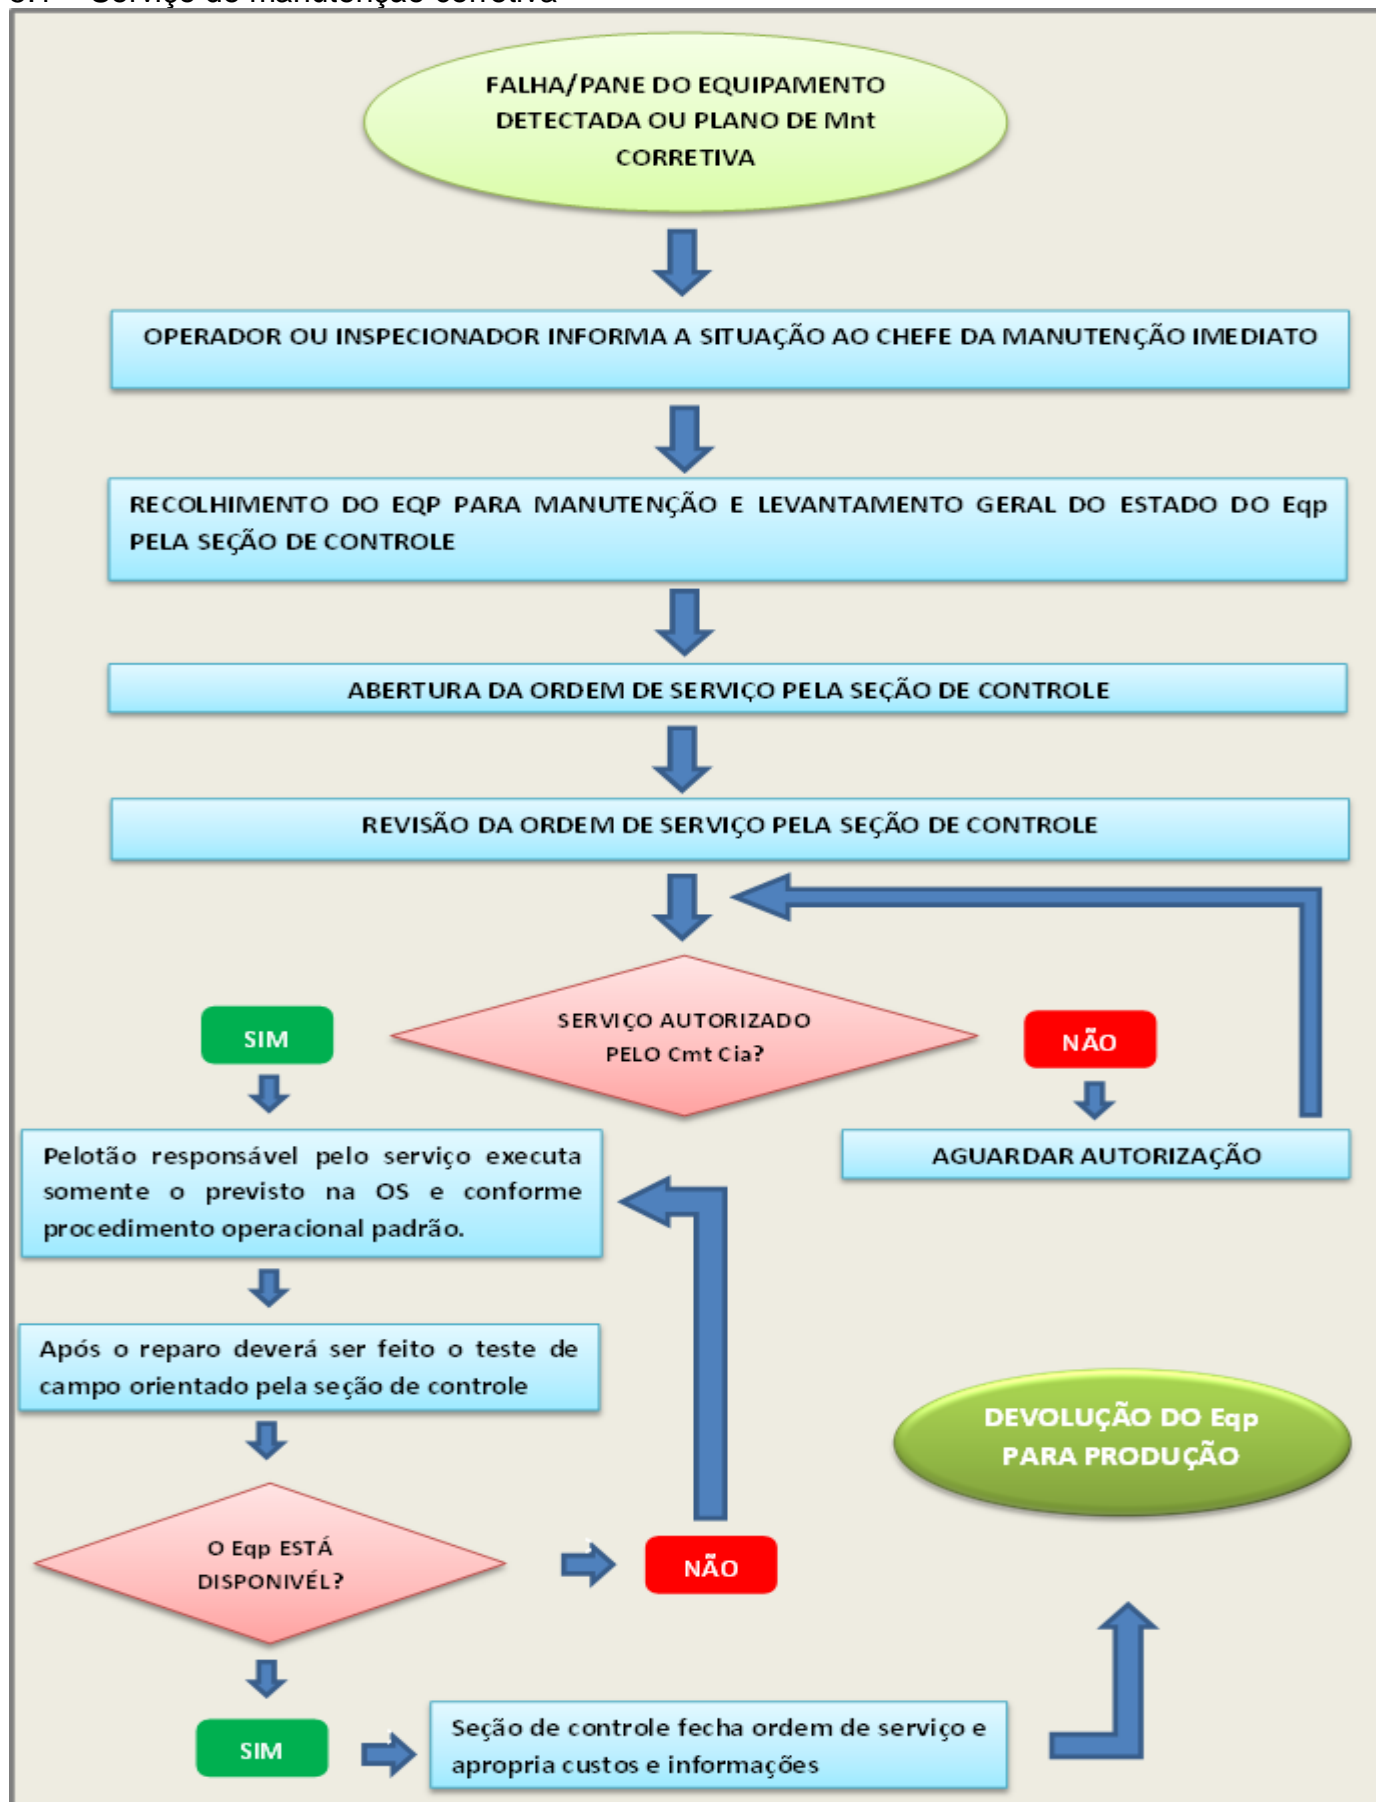 Serviço de manutenção corretiva
FALHA/PANE DO EQUIPAMENTO
DETECTADA OU PLANO DE Mnt
CORRETIVA
OPERADOR OU INSPECIONADOR INFORMA A SITUAÇÃO AO CHEFE DA MANUTENÇÃO IMEDIATO
RECOLHIMENTO DO EQP PARA MANUTENÇÃO E LEVANTAMENTO GERAL DO ESTADO DO Eqp
PELA SEÇÃO DE CONTROLE
ABERTURA DA ORDEM DE SERVIÇO PELA SEÇÃO DE CONTROLE
REVISÃO DA ORDEM DE SERVIÇO PELA SEÇÃO DE CONTROLE
SERVIÇO AUTORIZADO
PELO Cmt Cia?
SIM
NÃO
Pelotão responsável pelo serviço executa
somente o previsto na OS e conforme
procedimento operacional padrão.
AGUARDAR AUTORIZAÇÃO
Após o reparo deverá ser feito o teste de
campo orientado pela seção de controle
O Eqp ESTÁ
DISPONIVÉL?
NÃO
SIM
Seção de controle fecha ordem de serviço e
apropria custos e informações
DEVOLUÇÃO DO Eqp
PARA PRODUÇÃO